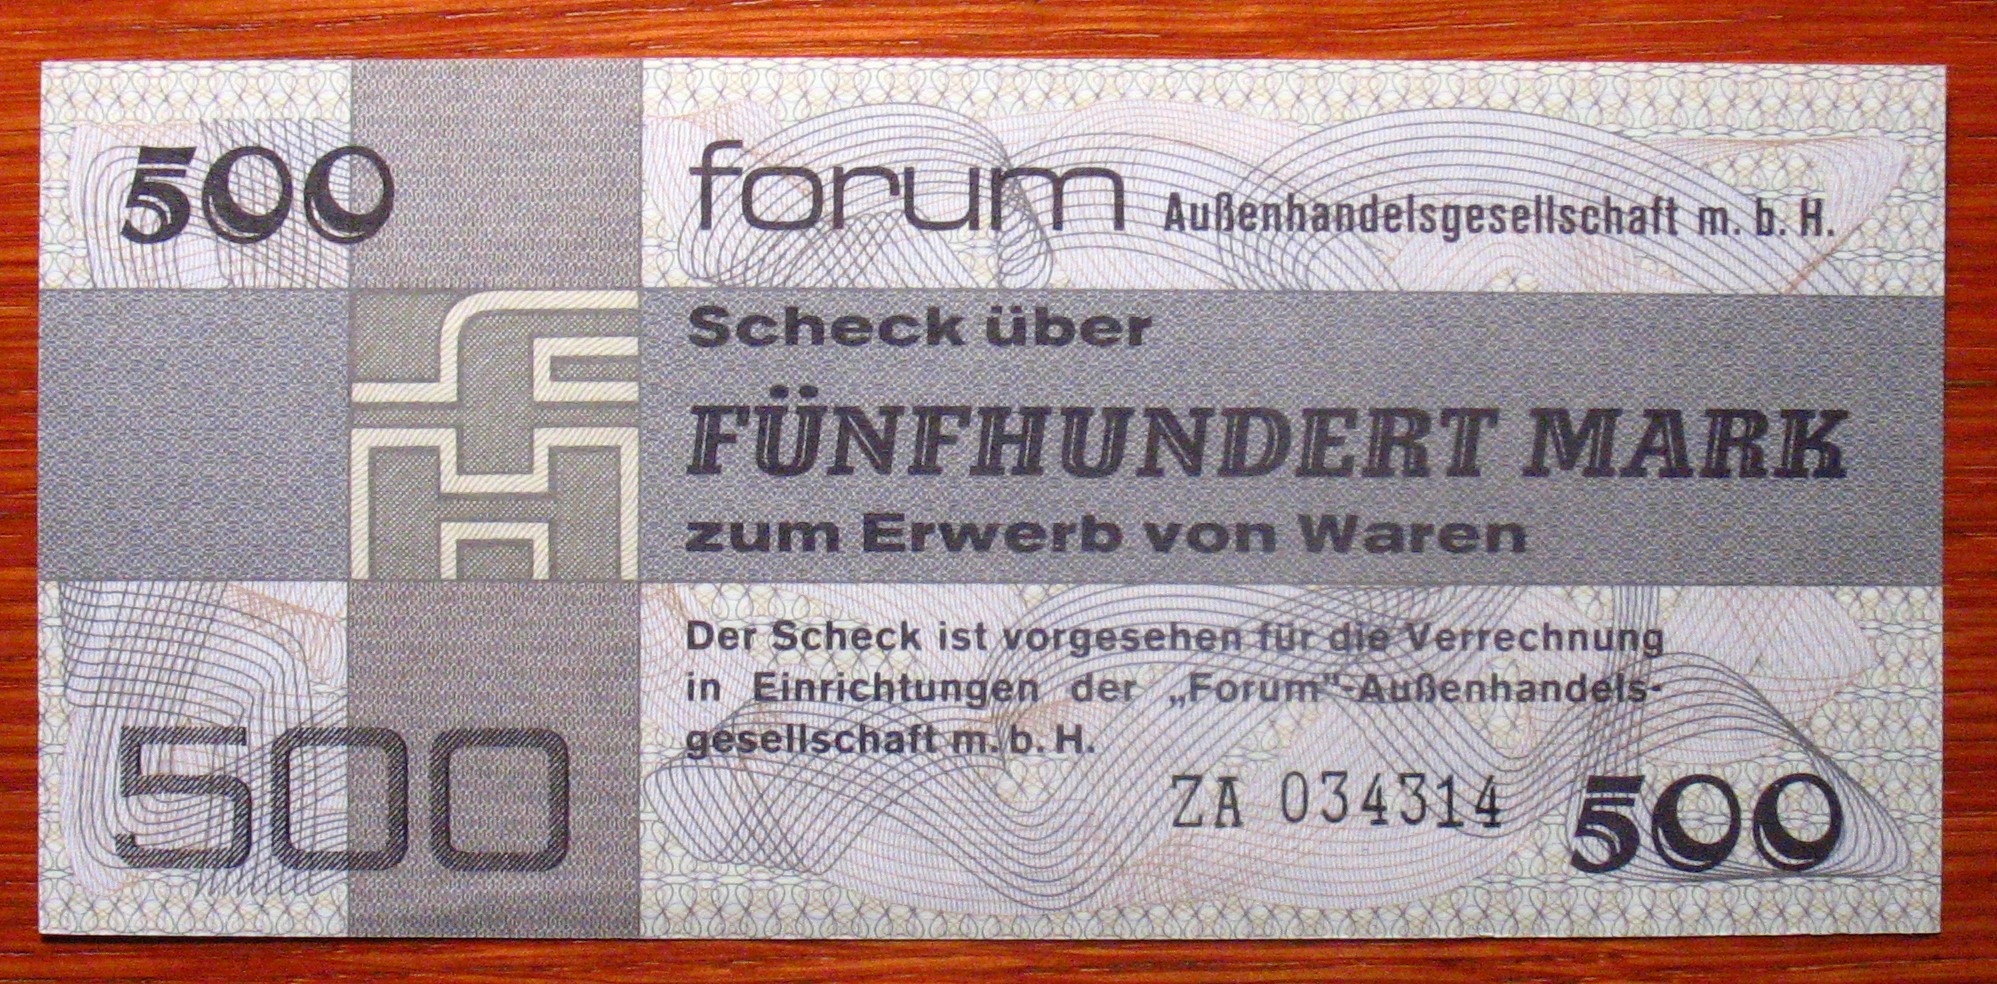 500
forum Außenhandelsgesellschaft m. b. H.
Scheck über
FÜNFHUNDERT MARK
zum Erwerb von Waren
Der Scheck ist vorgesehen für die Verrechnung
in Einrichtungen der „Forum"-Außenhandels-
gesellschaft m. b. H.
500
ZA 034314
500